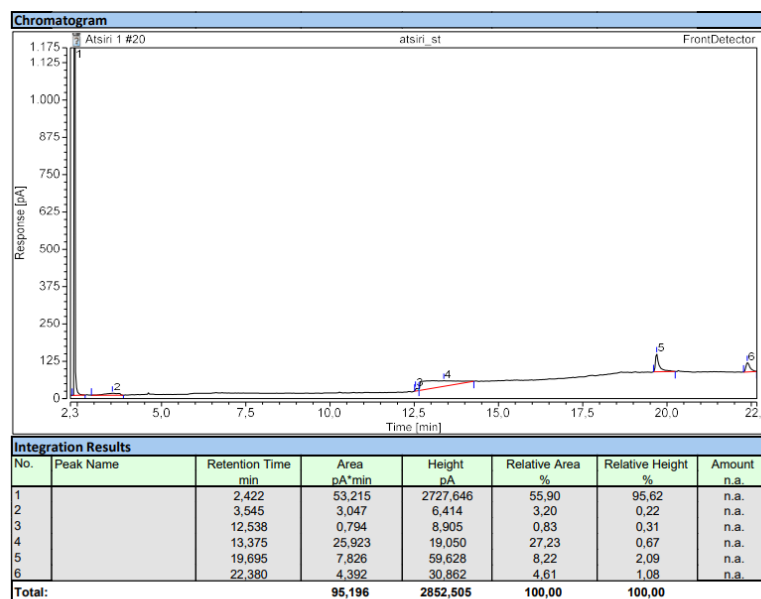 Chromatogram
Atsiri 1 #20 atsiri_st FrontDetector
1.175
1
1.125
1.000
875
750
625
500
375
250
125
0
Response [pA]
2
3
4
5
6
2,3 5,0 7,5 10,0 12,5 15,0 17,5 20,0 22,
Time [min]
Integration Results
No. Peak Name Retention Time Area Height Relative Area Relative Height Amount
min pA*min pA % % n.a.
1 2,422 53,215 2727,646 55,90 95,62 n.a.
2 3,545 3,047 6,414 3,20 0,22 n.a.
3 12,538 0,794 8,905 0,83 0,31 n.a.
4 13,375 25,923 19,050 27,23 0,67 n.a.
5 19,695 7,826 59,628 8,22 2,09 n.a.
6 22,380 4,392 30,862 4,61 1,08 n.a.
Total: 95,196 2852,505 100,00 100,00